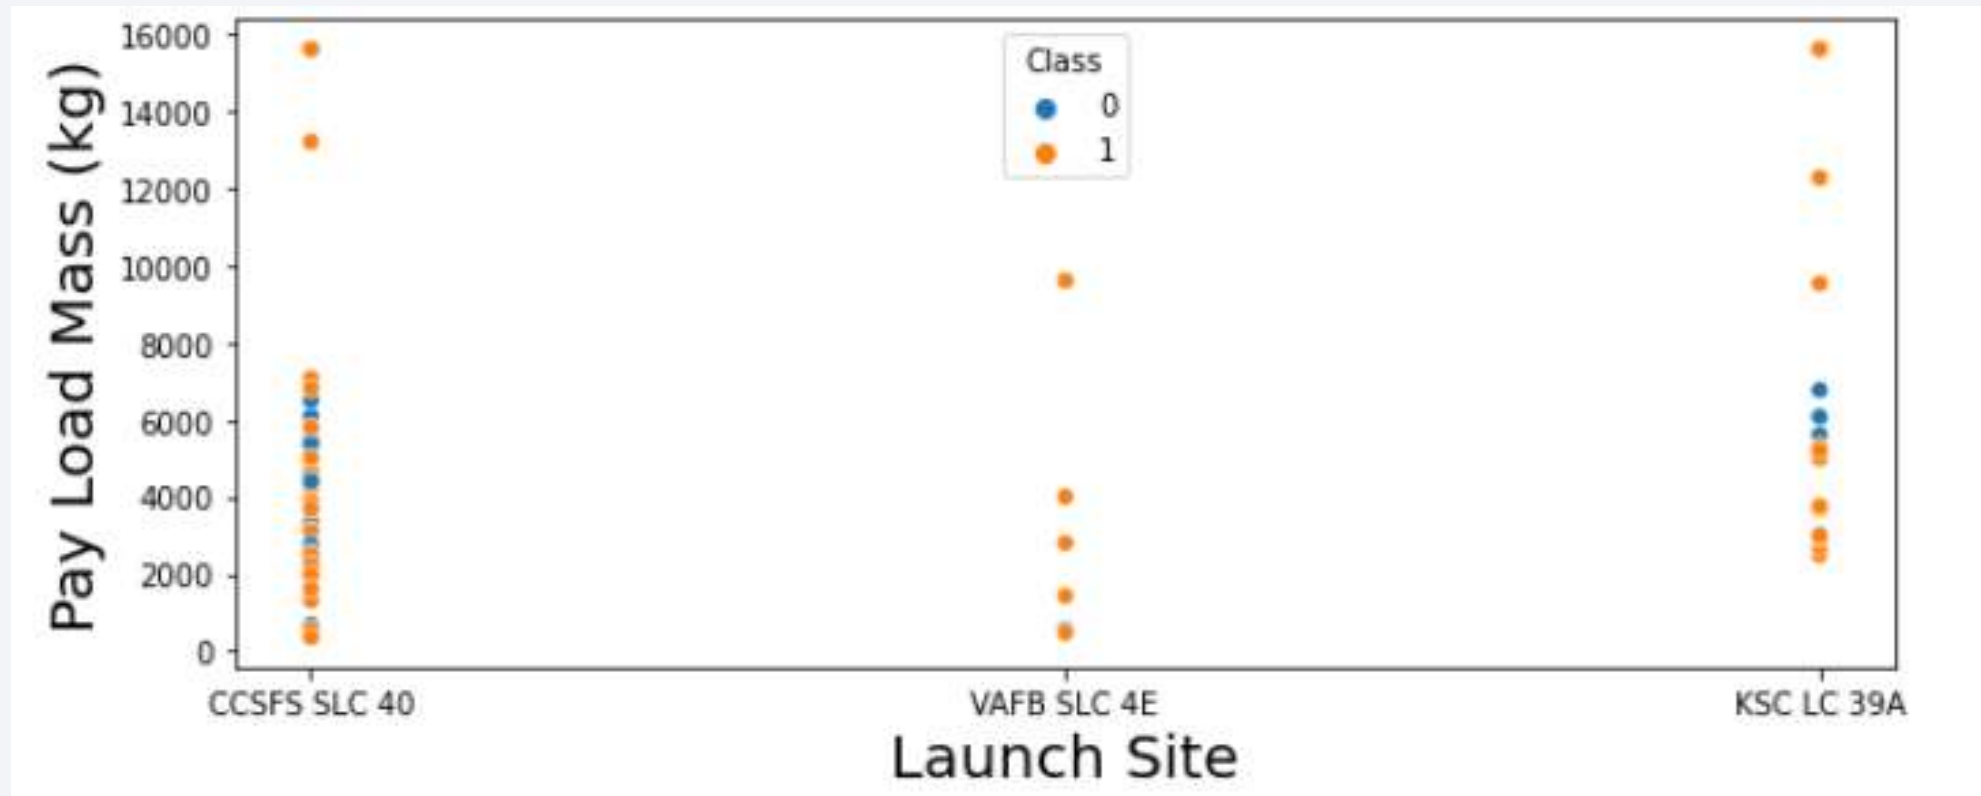 Pay Load Mass (kg)
16000
14000
12000
10000
8000
6000
4000
2000
0
Class
0
1
CCSFS SLC 40
VAFB SLC 4E
KSC LC 39A
Launch Site